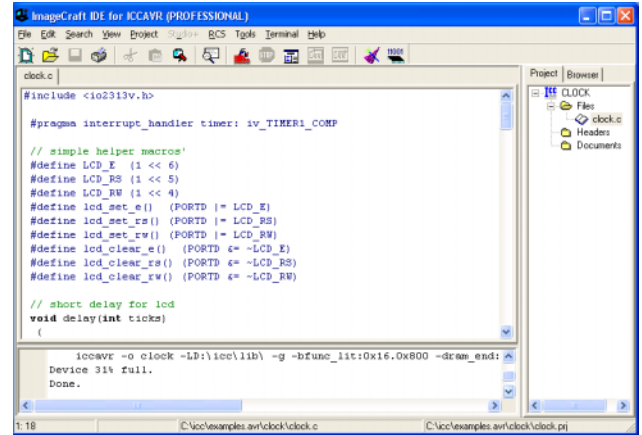 ImageCraft IDE for ICCAVR (PROFESSIONAL)
File Edit Search View Project Studio+ RCS Tools Terminal Help
clock.c
#include <io2313v.h>
#pragma interrupt_handler timer: iv_TIMER1_COMP
// simple helper macros'
#define LCD_E (1 << 6)
#define LCD_RS (1 << 5)
#define LCD_RW (1 << 4)
#define lcd_set_e() (PORTD |= LCD_E)
#define lcd_set_rs() (PORTD |= LCD_RS)
#define lcd_set_rw() (PORTD |= LCD_RW)
#define lcd_clear_e() (PORTD &= ~LCD_E)
#define lcd_clear_rs() (PORTD &= ~LCD_RS)
#define lcd_clear_rw() (PORTD &= ~LCD_RW)
// short delay for lcd
void delay(int ticks)
{
Project Browser
CLOCK
Files
clock.c
Headers
Documents
iccavr -o clock -LD:\icc\lib\ -g -bfunc_lit:0x16.0x800 -dram_end:
Device 31% full.
Done.
1: 18
C:\icc\examples.avr\clock\clock.c
C:\icc\examples.avr\clock\clock.prj